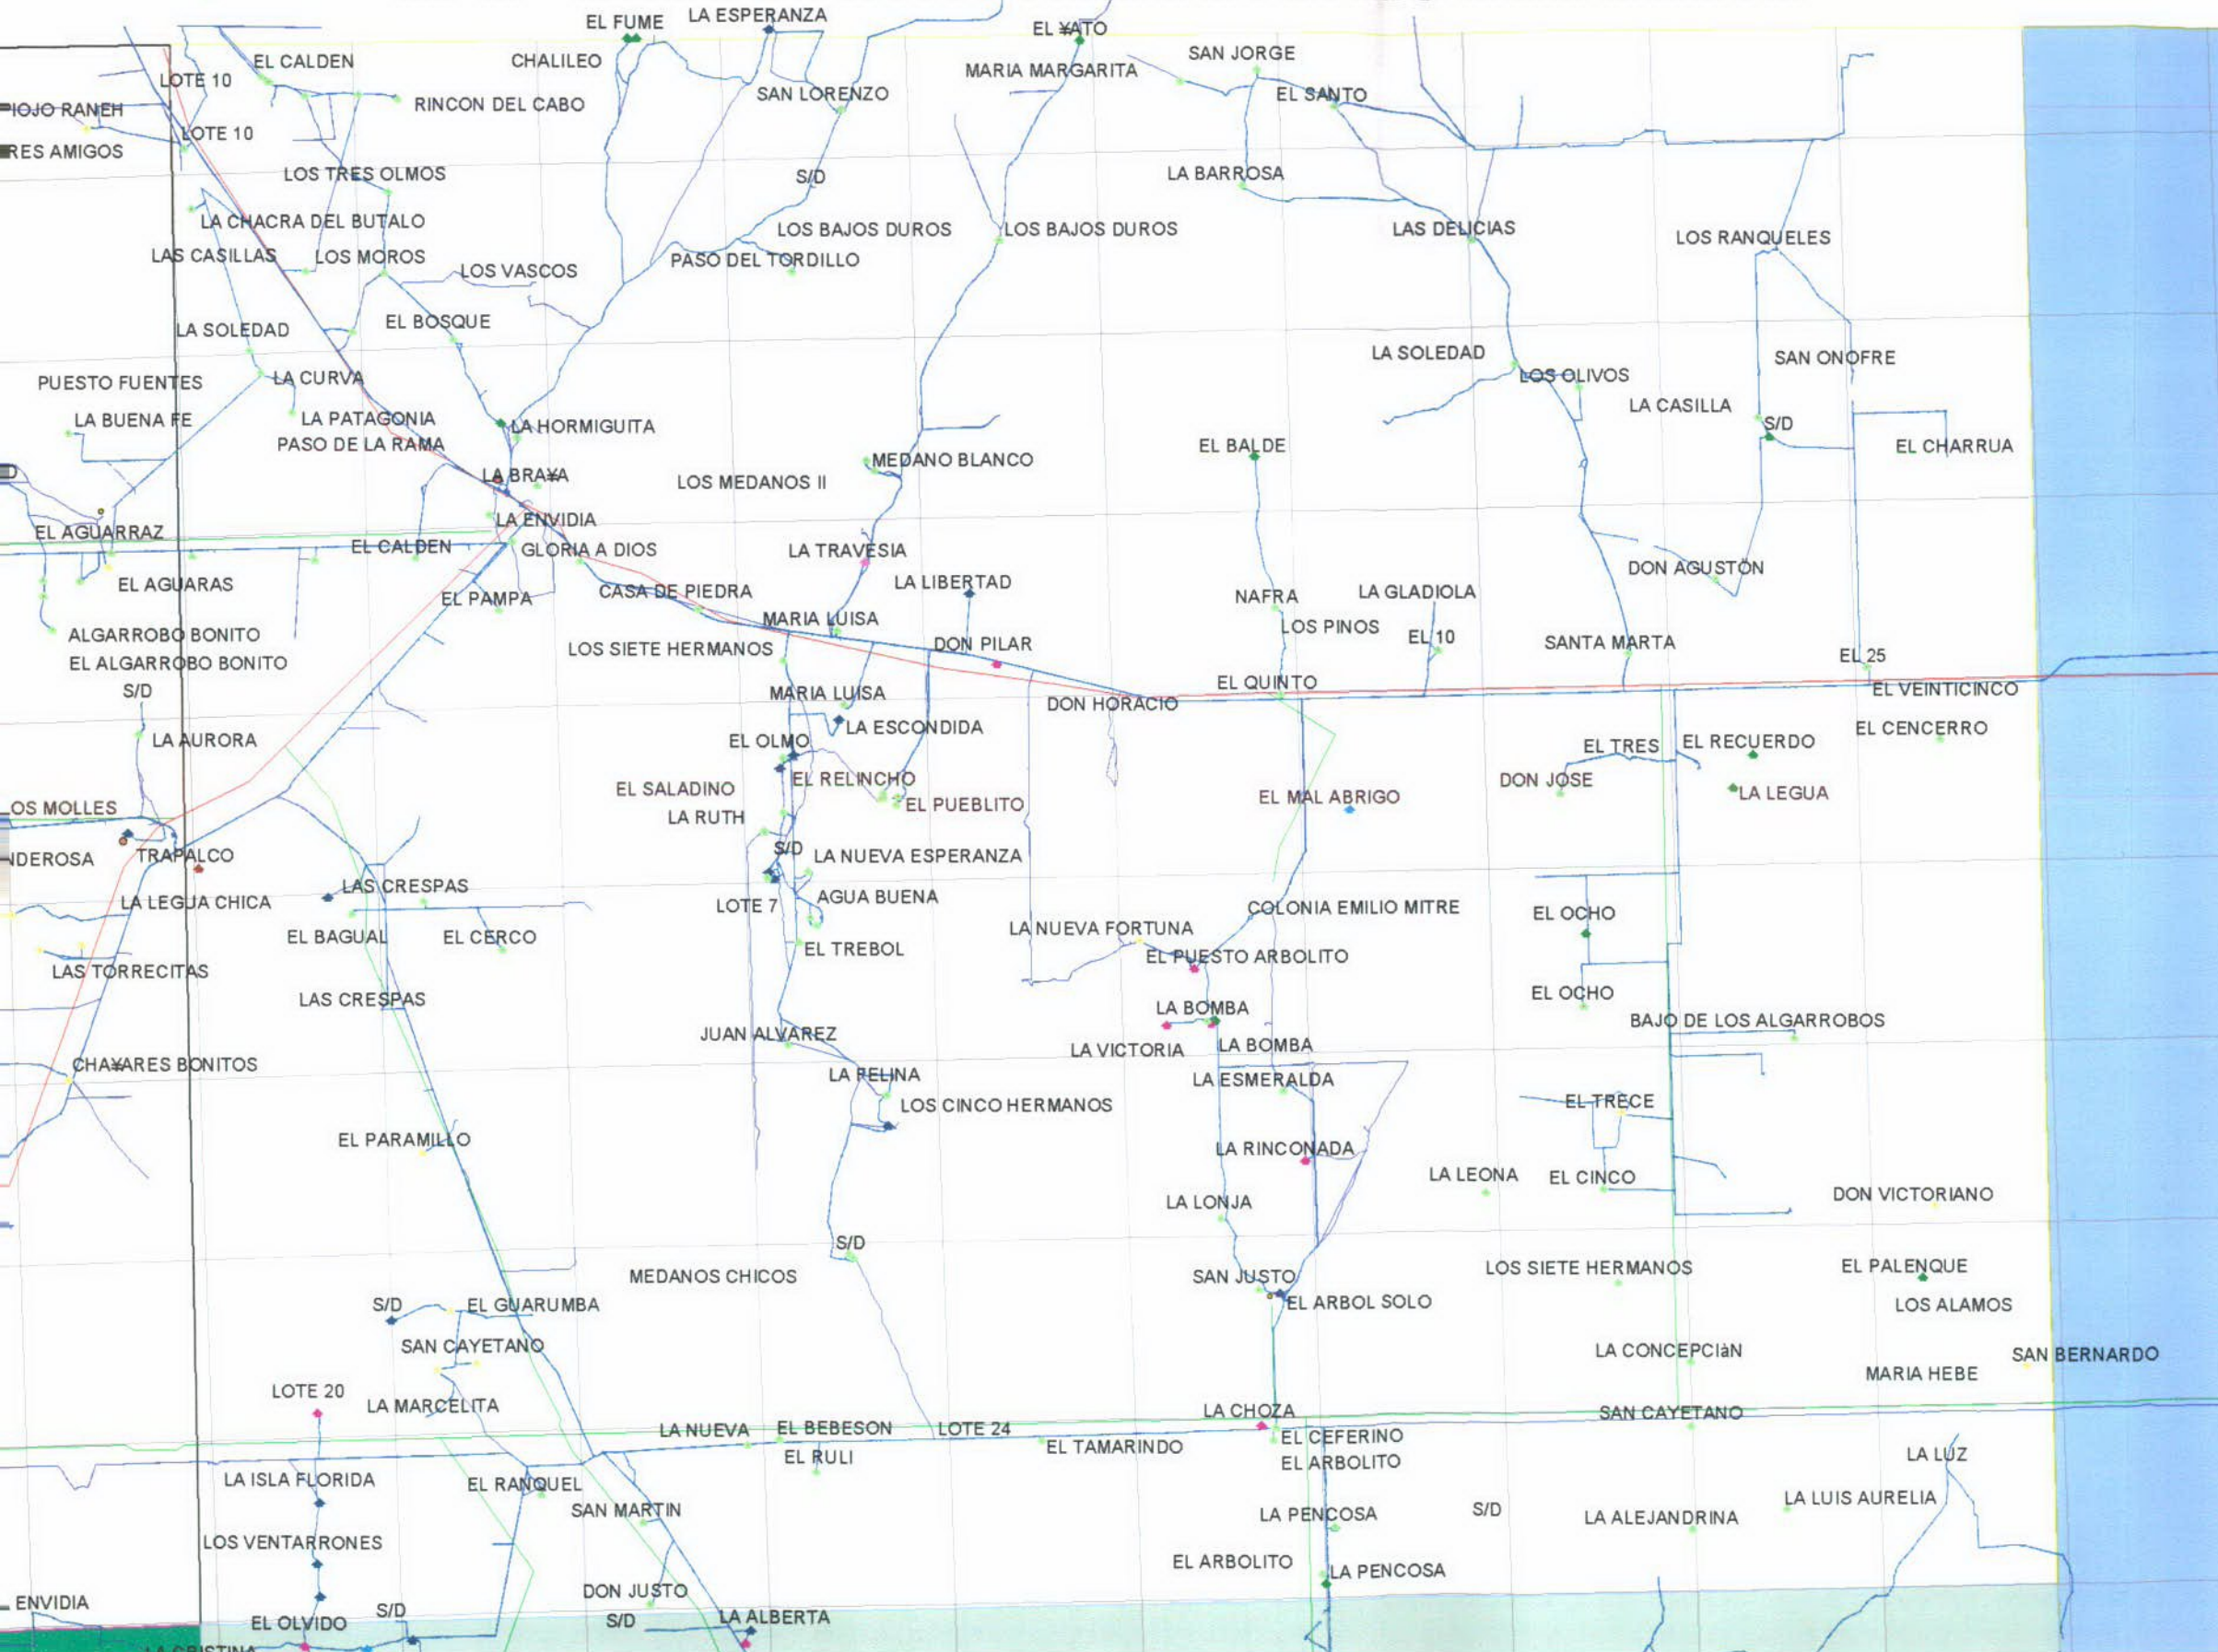 EL FUME
LA ESPERANZA
EL ¥ATO
CHALILEO
EL CALDEN
LOTE 10
SAN JORGE
MARIA MARGARITA
EL SANTO
SAN LORENZO
RINCON DEL CABO
PIOJO RANEH
LOTE 10
RES AMIGOS
LOS TRES OLMOS
S/D
LA BARROSA
LA CHACRA DEL BUTALO
LOS BAJOS DUROS
LOS BAJOS DUROS
LAS DELICIAS
LOS RANQUELES
LAS CASILLAS
LOS MOROS
LOS VASCOS
PASO DEL TORDILLO
LA SOLEDAD
EL BOSQUE
LA SOLEDAD
SAN ONOFRE
PUESTO FUENTES
LA CURVA
LOS OLIVOS
LA CASILLA
LA BUENA FE
LA PATAGONIA
LA HORMIGUITA
S/D
PASO DE LA RAMA
EL BALDE
EL CHARRUA
LA BRA¥A
LOS MEDANOS II
MEDANO BLANCO
LA ENVIDIA
EL AGUARRAZ
EL CALDEN
GLORIA A DIOS
LA TRAVESIA
DON AGUSTÖN
EL AGUARAS
EL PAMPA
CASA DE PIEDRA
LA LIBERTAD
NAFRA
LA GLADIOLA
MARIA LUISA
LOS PINOS
EL 10
ALGARROBO BONITO
LOS SIETE HERMANOS
DON PILAR
SANTA MARTA
EL 25
EL ALGARROBO BONITO
S/D
MARIA LUISA
EL QUINTO
EL VEINTICINCO
DON HORACIO
LA ESCONDIDA
EL CENCERRO
LA AURORA
EL OLMO
EL TRES
EL RECUERDO
EL SALADINO
EL RELINCHO
DON JOSE
LA LEGUA
OS MOLLES
LA RUTH
EL PUEBLITO
EL MAL ABRIGO
NDEROSA
TRAPALCO
S/D
LA NUEVA ESPERANZA
LAS CRESPAS
LA LEGUA CHICA
LOTE 7
AGUA BUENA
COLONIA EMILIO MITRE
EL OCHO
EL BAGUAL
EL CERCO
EL TREBOL
LA NUEVA FORTUNA
EL PUESTO ARBOLITO
LAS TORRECITAS
LAS CRESPAS
EL OCHO
LA BOMBA
BAJO DE LOS ALGARROBOS
JUAN ALVAREZ
LA VICTORIA
LA BOMBA
CHA¥ARES BONITOS
LA PELINA
LA ESMERALDA
LOS CINCO HERMANOS
EL TRECE
EL PARAMILLO
LA RINCONADA
LA LEONA
EL CINCO
LA LONJA
DON VICTORIANO
S/D
MEDANOS CHICOS
SAN JUSTO
LOS SIETE HERMANOS
EL PALENQUE
S/D
EL GUARUMBA
EL ARBOL SOLO
LOS ALAMOS
SAN CAYETANO
LA CONCEPCIàN
SAN BERNARDO
MARIA HEBE
LOTE 20
LA MARCELITA
LA CHOZA
SAN CAYETANO
LA NUEVA
EL BEBESON
LOTE 24
EL TAMARINDO
EL CEFERINO
EL RULI
EL ARBOLITO
LA LUZ
LA ISLA FLORIDA
EL RANQUEL
SAN MARTIN
LA PENCOSA
S/D
LA ALEJANDRINA
LA LUIS AURELIA
LOS VENTARRONES
EL ARBOLITO
LA PENCOSA
ENVIDIA
DON JUSTO
EL OLVIDO
S/D
S/D
LA ALBERTA
LA CRISTINA